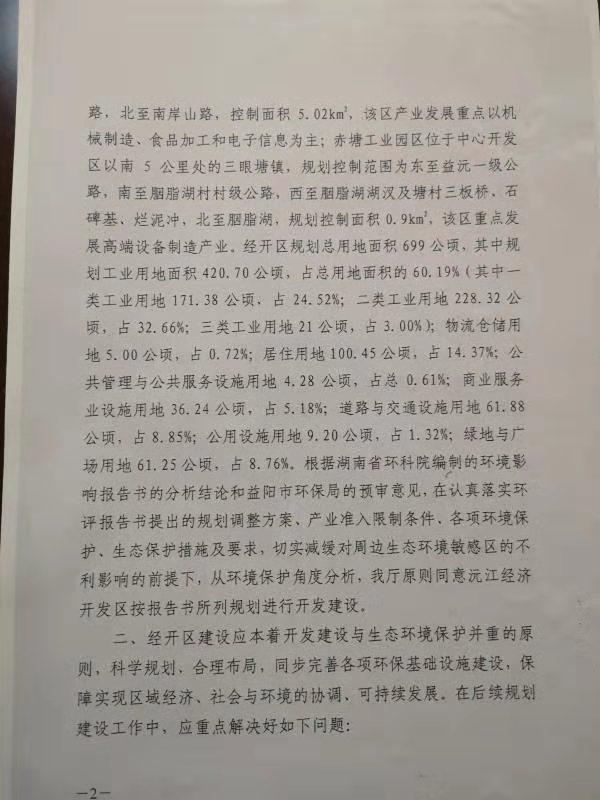 路，北至南岸山路，控制面积 5.02km²，该区产业发展重点以机
械制造、食品加工和电子信息为主；赤塘工业园区位于中心开发
区以南 5 公里处的三眼塘镇，规划控制范围为东至益沅一级公
路，南至胭脂湖村村级公路，西至胭脂湖湖汊及塘村三板桥、石
碑基、烂泥冲，北至胭脂湖，规划控制面积 0.9km²，该区重点发
展高端设备制造产业。经开区规划总用地面积 699 公顷，其中规
划工业用地面积 420.70 公顷，占总用地面积的 60.19%（其中一
类工业用地 171.38 公顷，占 24.52%；二类工业用地 228.32 公
顷，占 32.66%；三类工业用地 21 公顷，占 3.00%）；物流仓储用
地 5.00 公顷，占 0.72%；居住用地 100.45 公顷，占 14.37%；公
共管理与公共服务设施用地 4.28 公顷，占总 0.61%；商业服务
业设施用地 36.24 公顷，占 5.18%；道路与交通设施用地 61.88
公顷，占 8.85%；公用设施用地 9.20 公顷，占 1.32%；绿地与广
场用地 61.25 公顷，占 8.76%。根据湖南省环科院编制的环境影
响报告书的分析结论和益阳市环保局的预审意见，在认真落实环
评报告书提出的规划调整方案、产业准入限制条件、各项环境保
护、生态保护措施及要求，切实减缓对周边生态环境敏感区的不
利影响的前提下，从环境保护角度分析，我厅原则同意沅江经济
开发区按报告书所列规划进行开发建设。
二、经开区建设应本着开发建设与生态环境保护并重的原
则，科学规划、合理布局，同步完善各项环保基础设施建设，保
障实现区域经济、社会与环境的协调、可持续发展。在后续规划
建设工作中，应重点解决好如下问题：
—2—